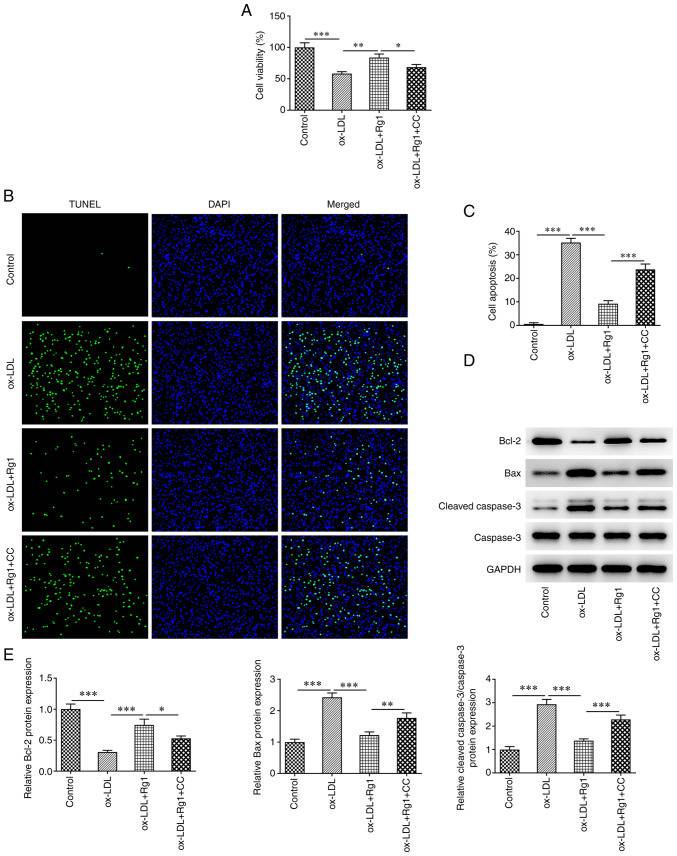 A
Cell viability (%)
150
100
50
0
***
**
*
Control
ox-LDL
ox-LDL+Rg1
ox-LDL+Rg1+CC
B
TUNEL
DAPI
Merged
Control
ox-LDL
ox-LDL+Rg1
ox-LDL+Rg1+CC
C
Cell apoptosis (%)
40
30
20
10
0
***
***
***
Control
ox-LDL
ox-LDL+Rg1
ox-LDL+Rg1+CC
D
Bcl-2
Bax
Cleaved caspase-3
Caspase-3
GAPDH
Control
ox-LDL
ox-LDL+Rg1
ox-LDL+Rg1+CC
E
Relative Bcl-2 protein expression
1.5
1.0
0.5
0.0
***
***
*
Control
ox-LDL
ox-LDL+Rg1
ox-LDL+Rg1+CC
Relative Bax protein expression
3
2
1
0
***
***
**
Control
ox-LDL
ox-LDL+Rg1
ox-LDL+Rg1+CC
Relative cleaved caspase-3/caspase-3
protein expression
4
3
2
1
0
***
***
***
Control
ox-LDL
ox-LDL+Rg1
ox-LDL+Rg1+CC